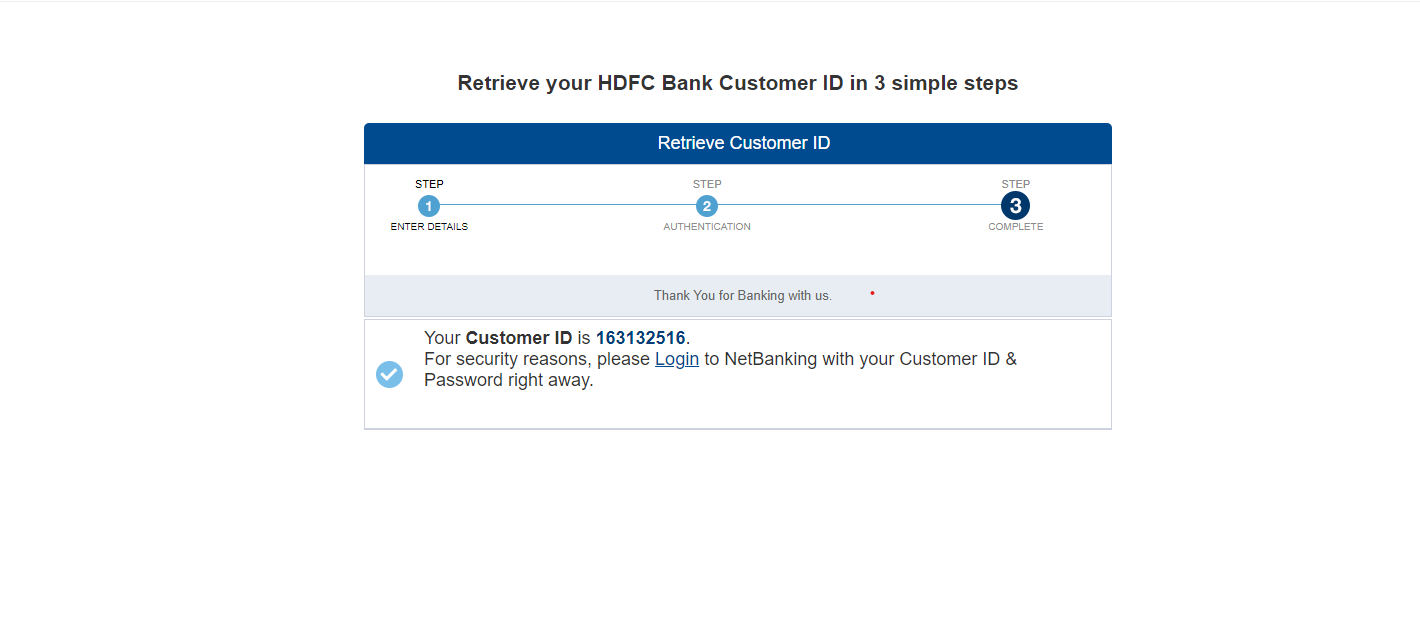 Retrieve your HDFC Bank Customer ID in 3 simple steps
Retrieve Customer ID
STEP STEP STEP
1 2 3
ENTER DETAILS AUTHENTICATION COMPLETE
Thank You for Banking with us.
Your Customer ID is 163132516.
For security reasons, please Login to NetBanking with your Customer ID &
Password right away.